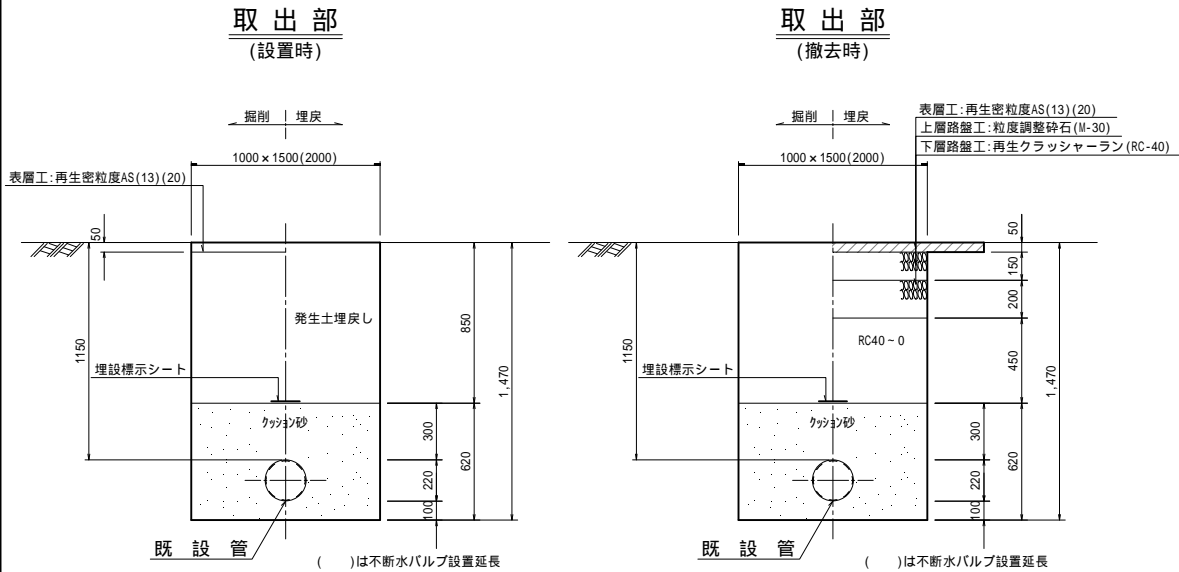 取出部
(設置時)
掘削 埋戻
1000×1500(2000)
表層工:再生密粒度AS(13)(20)
50
発生土埋戻し
850
1150
1,470
埋設標示シート
クッション砂
300
620
220
100
既設管
( )は不断水バルブ設置延長
取出部
(撤去時)
表層工:再生密粒度AS(13)(20)
上層路盤工:粒度調整砕石(M-30)
下層路盤工:再生クラッシャーラン(RC-40)
掘削 埋戻
1000×1500(2000)
50
150
200
RC40~0
450
1150
1,470
埋設標示シート
クッション砂
300
620
220
100
既設管
( )は不断水バルブ設置延長